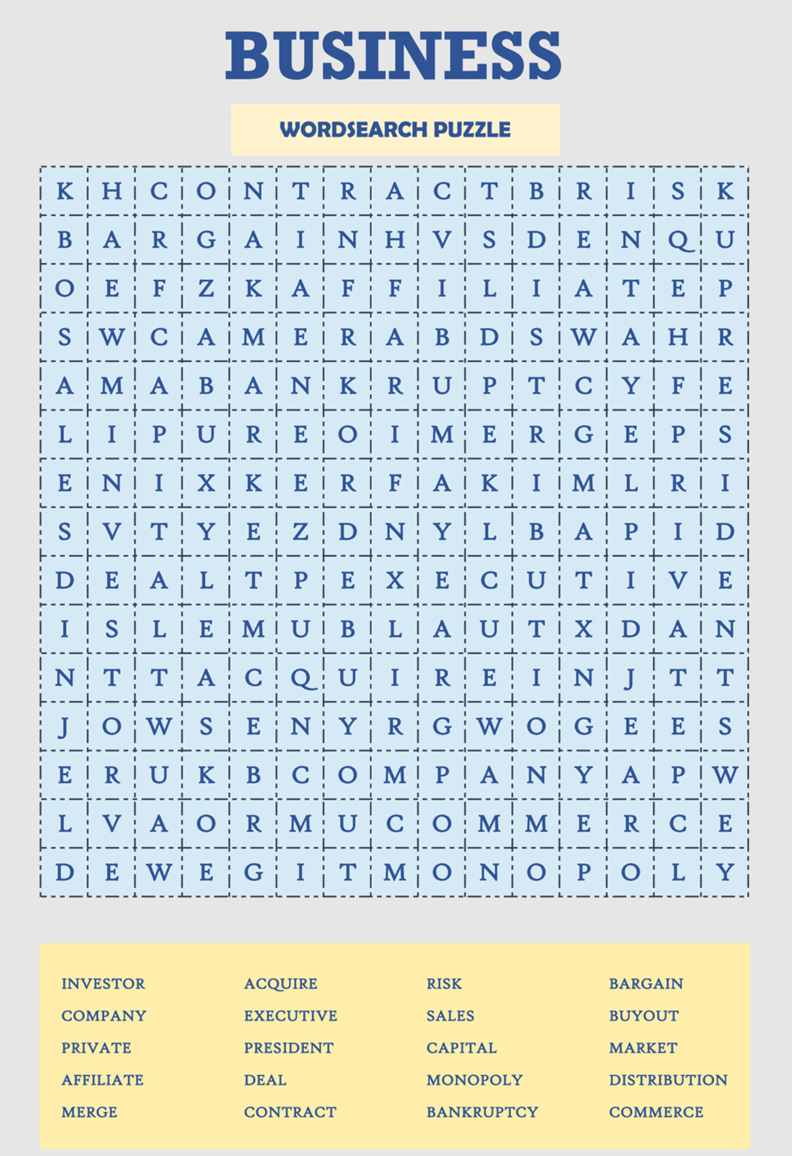 BUSINESS
WORDSEARCH PUZZLE
K H C O N T R A C T B R I S K
B A R G A I N H V S D E N Q U
O E F Z K A F F I L I A T E P
S W C A M E R A B D S W A H R
A M A B A N K R U P T C Y F E
L I P U R E O I M E R G E P S
E N I X K E R F A K I M L R I
S V T Y E Z D N Y L B A P I D
D E A L T P E X E C U T I V E
I S L E M U B L A U T X D A N
N T T A C Q U I R E I N J T T
J O W S E N Y R G W O G E E S
E R U K B C O M P A N Y A P W
L V A O R M U C O M M E R C E
D E W E G I T M O N O P O L Y
INVESTOR ACQUIRE RISK BARGAIN
COMPANY EXECUTIVE SALES BUYOUT
PRIVATE PRESIDENT CAPITAL MARKET
AFFILIATE DEAL MONOPOLY DISTRIBUTION
MERGE CONTRACT BANKRUPTCY COMMERCE